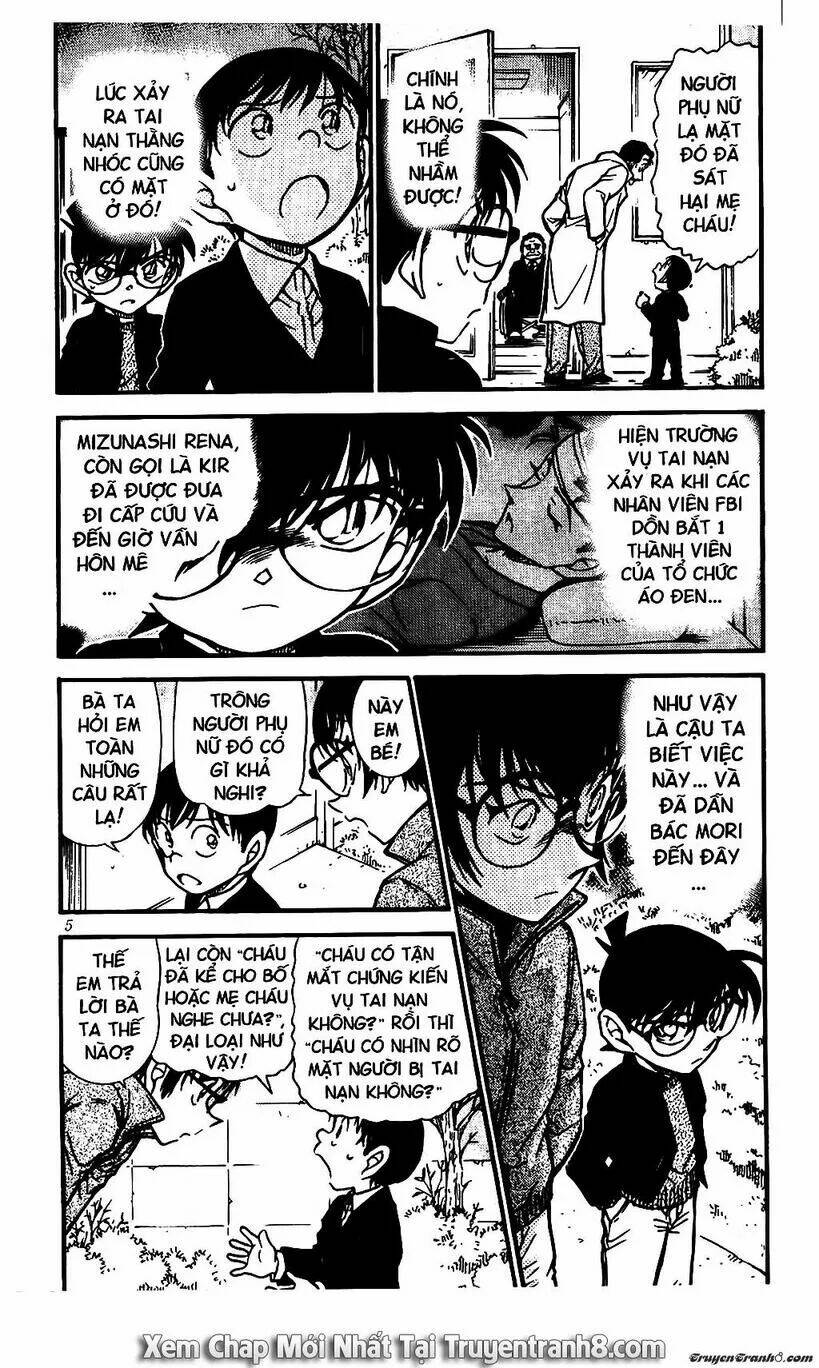 NGƯỜI
PHỤ NỮ
LẠ MẶT
ĐÓ ĐÃ
SÁT
HẠI MẸ
CHÁU!
CHÍNH
LÀ NÓ,
KHÔNG
THỂ
NHẦM
ĐƯỢC!
LÚC XẢY
RA TAI
NẠN THẰNG
NHÓC CŨNG
CÓ MẶT
Ở ĐÓ!
HIỆN TRƯỜNG
VỤ TAI NẠN
XẢY RA KHI CÁC
NHÂN VIÊN FBI
DỒN BẮT 1
THÀNH VIÊN
CỦA TỔ CHỨC
ÁO ĐEN...
MIZUNASHI RENA,
CÒN GỌI LÀ KIR
ĐÃ ĐƯỢC ĐƯA
ĐI CẤP CỨU VÀ
ĐẾN GIỜ VẪN
HÔN MÊ
...
NHƯ VẬY
LÀ CẬU TA
BIẾT VIỆC
NÀY... VÀ
ĐÃ DẪN
BÁC MORI
ĐẾN ĐÂY
...
NÀY
EM
BÉ!
TRÔNG
NGƯỜI PHỤ
NỮ ĐÓ CÓ
GÌ KHẢ
NGHI?
BÀ TA
HỎI EM
TOÀN
NHỮNG
CÂU RẤT
LẠ!
5
"CHÁU CÓ TẬN
MẮT CHỨNG KIẾN
VỤ TAI NẠN
KHÔNG?" RỒI THÌ
"CHÁU CÓ NHÌN RÕ
MẶT NGƯỜI BỊ TAI
NẠN KHÔNG?"
LẠI CÒN "CHÁU
ĐÃ KỂ CHO BỐ
HOẶC MẸ CHÁU
NGHE CHƯA?",
ĐẠI LOẠI NHƯ
VẬY!
THẾ
EM TRẢ
LỜI BÀ
TA THẾ
NÀO?
Xem Chap Mới Nhất Tại Truyentranh8.com
TruyenTranh8.com